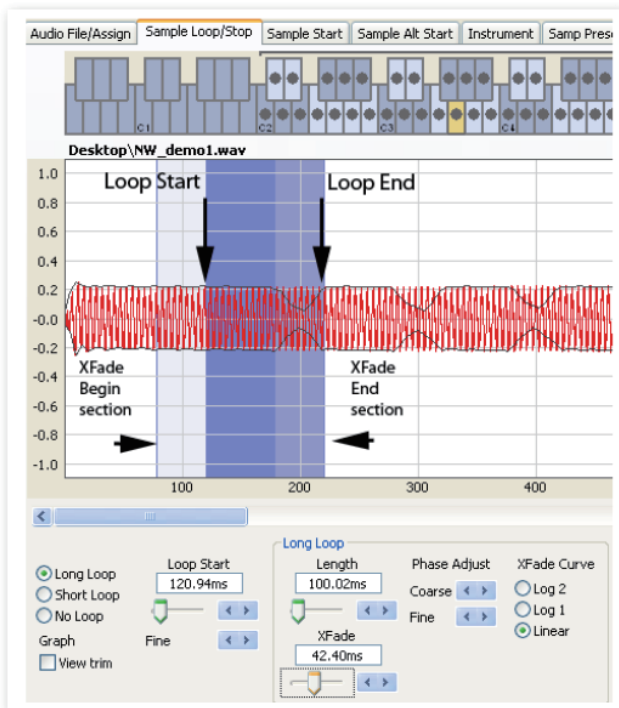 Audio File/Assign Sample Loop/Stop Sample Start Sample Alt Start Instrument Samp Prese
C1 C2 C3 C4
Desktop\NW_demo1.wav
1.0
Loop Start Loop End
0.8
0.6
0.4
0.2
-0.0
-0.2
XFade XFade
-0.4
Begin End
section section
-0.6
-0.8
-1.0
100 200 300 400
Long Loop
Loop Start Length Phase Adjust XFade Curve
Long Loop 120.94ms 100.02ms Coarse Log 2
Short Loop Log 1
No Loop Fine Linear
Graph Fine XFade
View trim 42.40ms